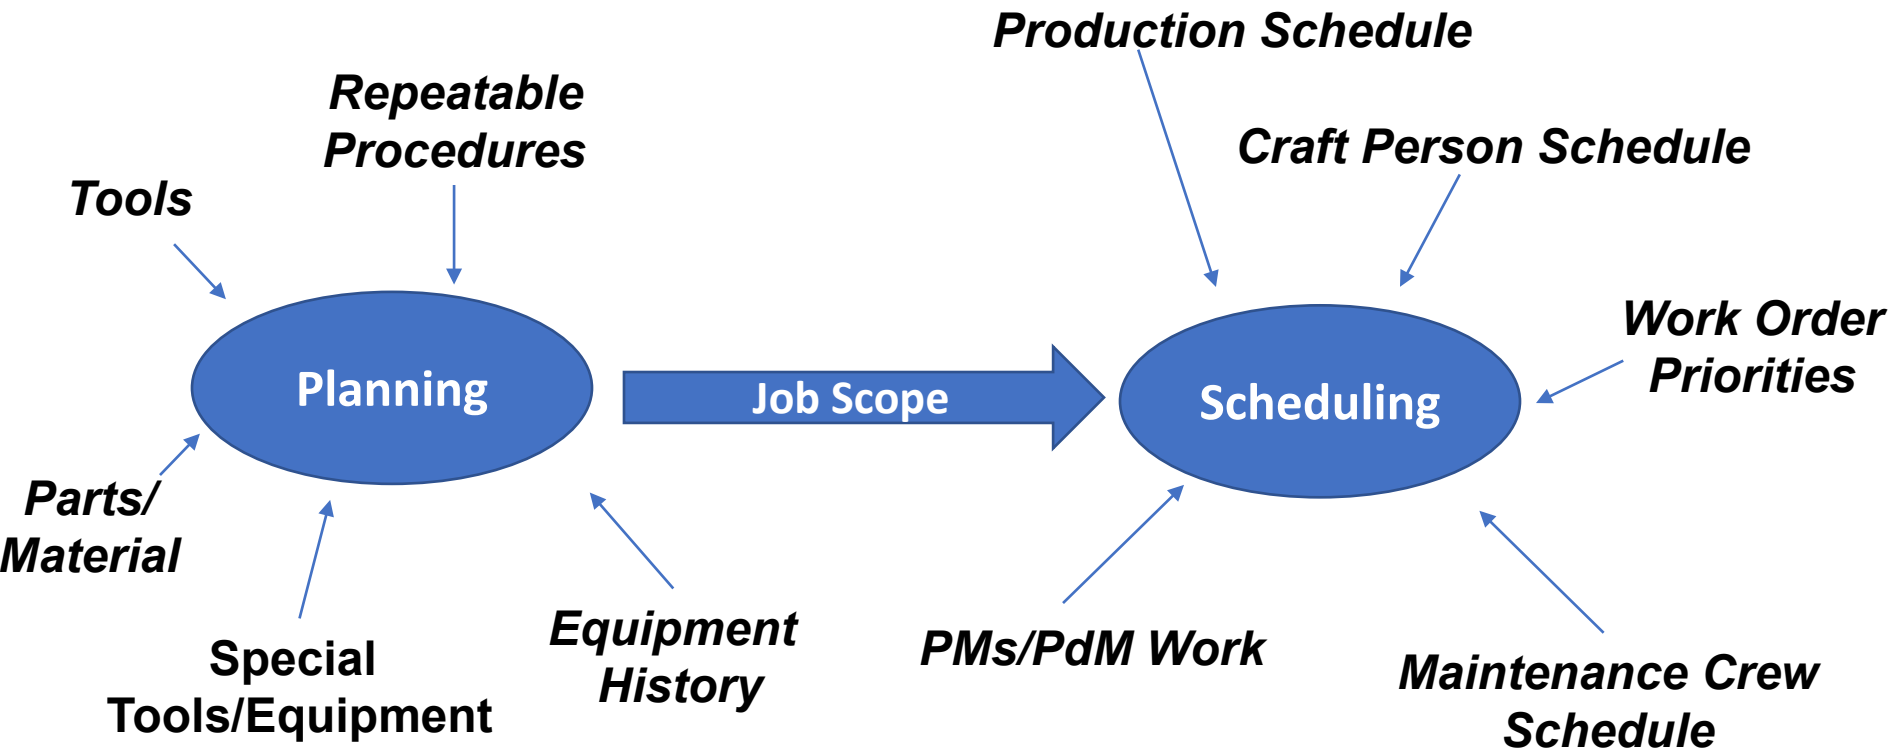 Production Schedule
Repeatable
Procedures
Craft Person Schedule
Tools
Work Order
Priorities
Planning
Job Scope
Scheduling
Parts/
Material
Special
Tools/Equipment
Equipment
History
PMs/PdM Work
Maintenance Crew
Schedule